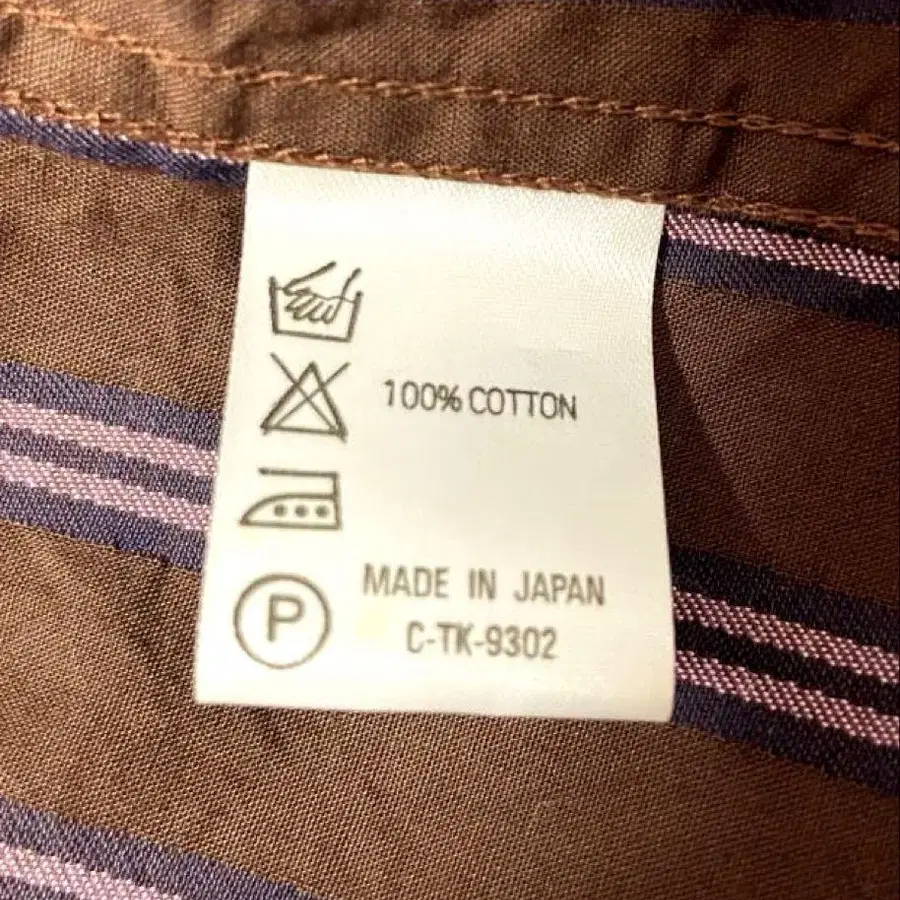 100% COTTON
MADE IN JAPAN
C-TK-9302
P